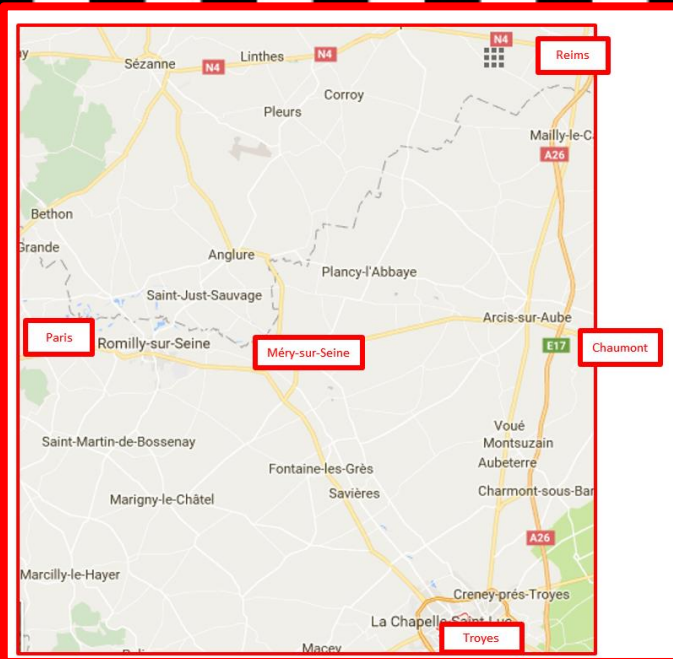 N4
Reims
Sézanne
N4
Linthes
N4
Corroy
Pleurs
Mailly-le-C
A26
Bethon
Grande
Anglure
Plancy-l'Abbaye
Saint-Just-Sauvage
Arcis-sur-Aube
Paris
Romilly-sur-Seine
Méry-sur-Seine
E17
Chaumont
Voué
Montsuzain
Saint-Martin-de-Bossenay
Aubeterre
Fontaine-les-Grès
Savières
Charmont-sous-Bar
Marigny-le-Châtel
A26
Marcilly-le-Hayer
Creney-prés-Troyes
La Chapelle Saint Luc
Troyes
Macey